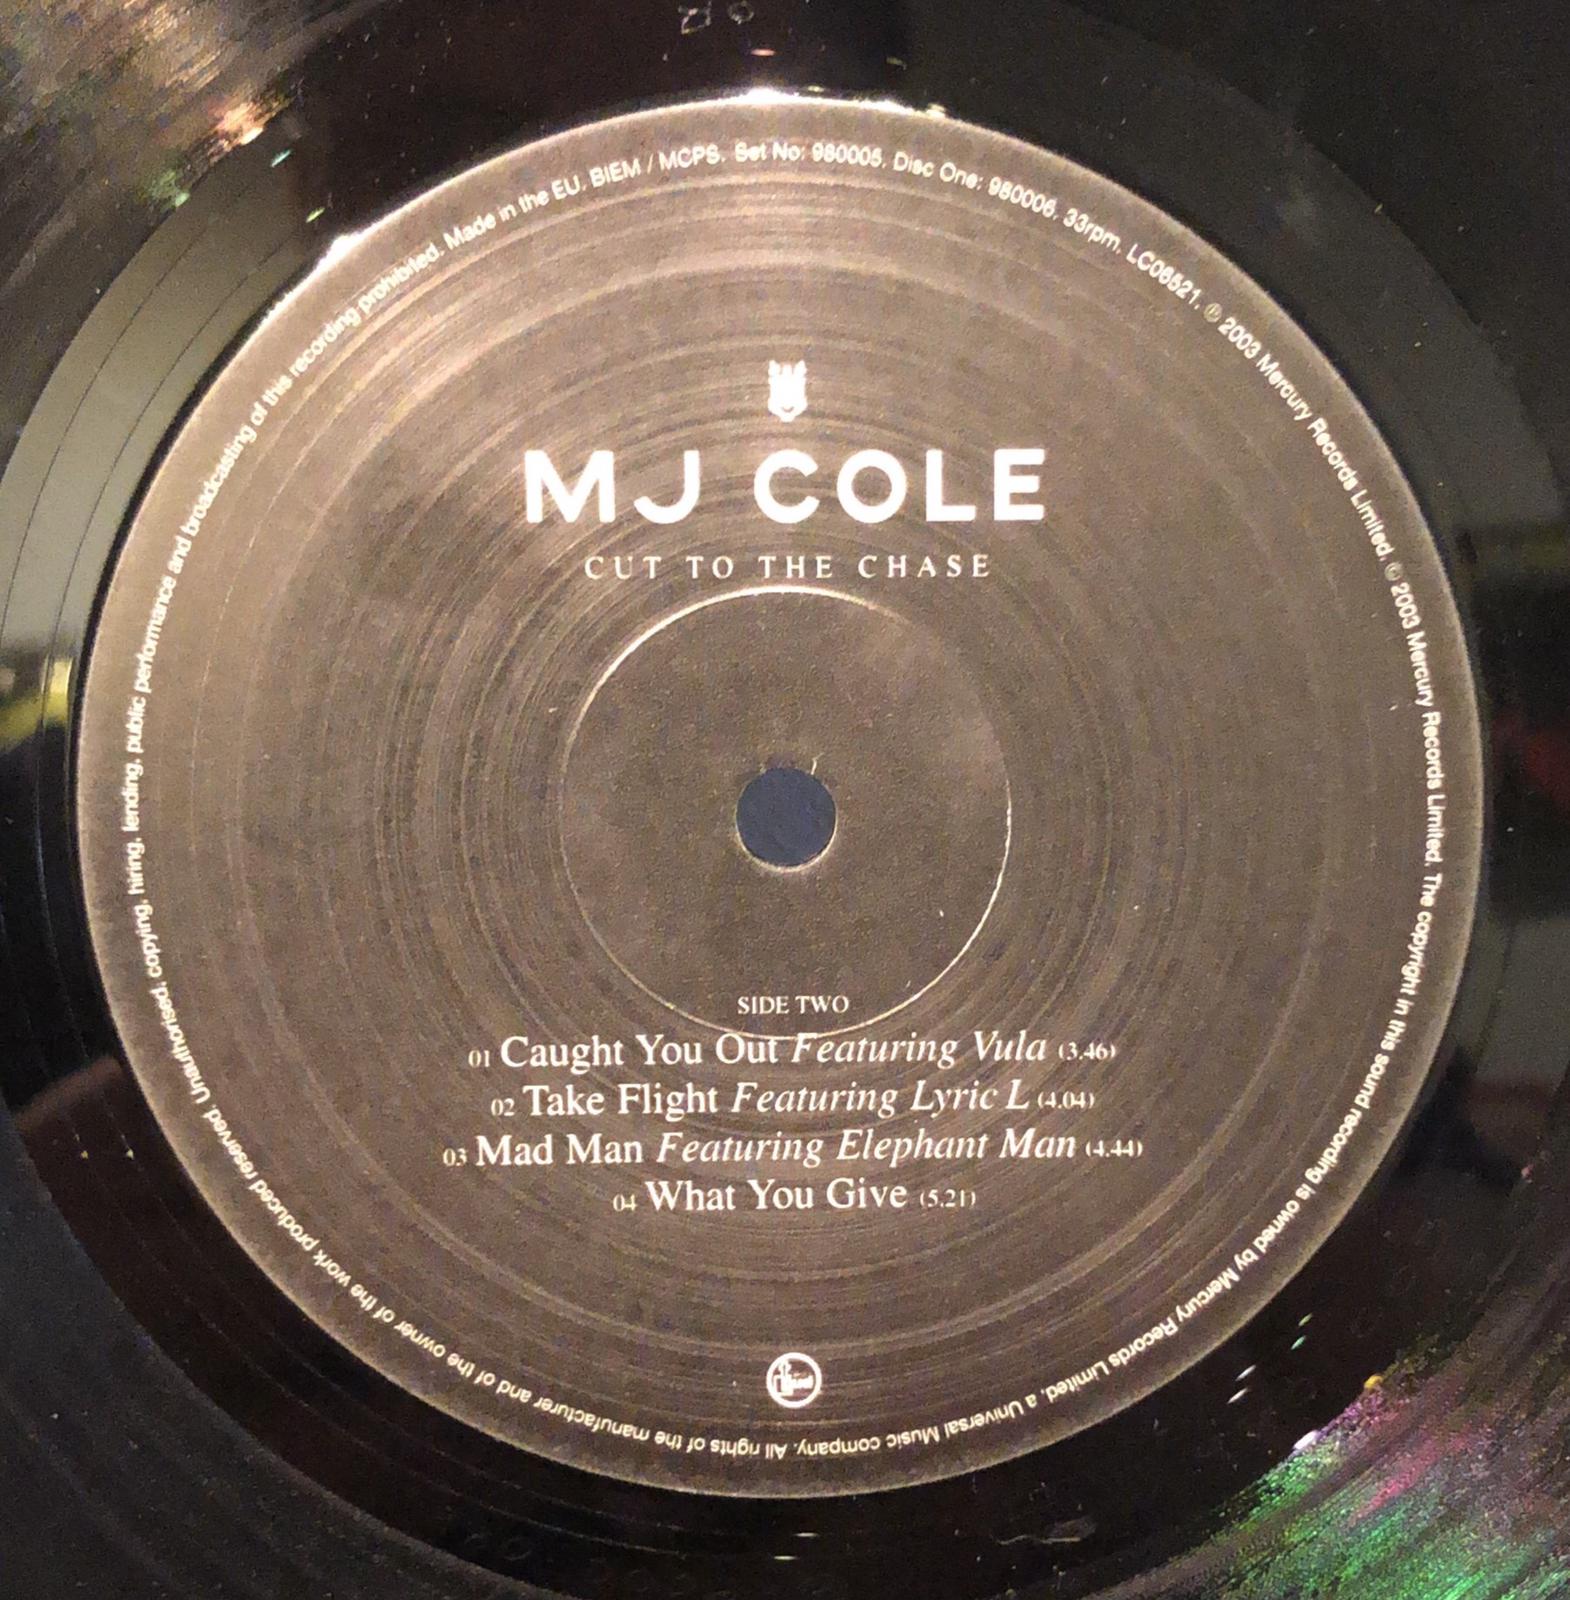 MJ COLE
CUT TO THE CHASE
SIDE TWO
01 Caught You Out Featuring Vula (3.46)
02 Take Flight Featuring Lyric L (4.04)
03 Mad Man Featuring Elephant Man (4.44)
04 What You Give (5.21)
℗ 2003 Mercury Records Limited. © 2003 Mercury Records Limited. The copyright in this sound recording is owned by Mercury Records Limited, a Universal Music company. All rights of the manufacturer and of the owner of the work produced reserved. Unauthorised, copying, hiring, lending, public performance and broadcasting of this recording prohibited. Made in the EU. BIEM / MCPS. Set No: 980005. Disc One: 980006. 33rpm.